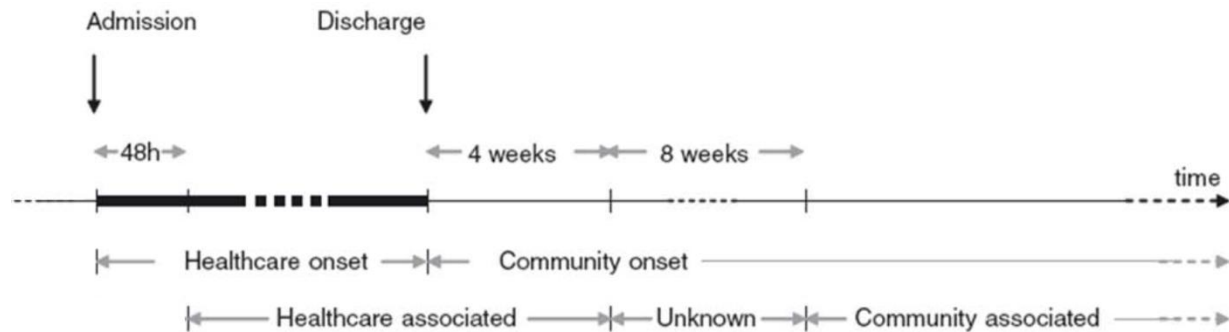 Admission Discharge
48h 4 weeks 8 weeks
time
Healthcare onset Community onset
Healthcare associated Unknown Community associated